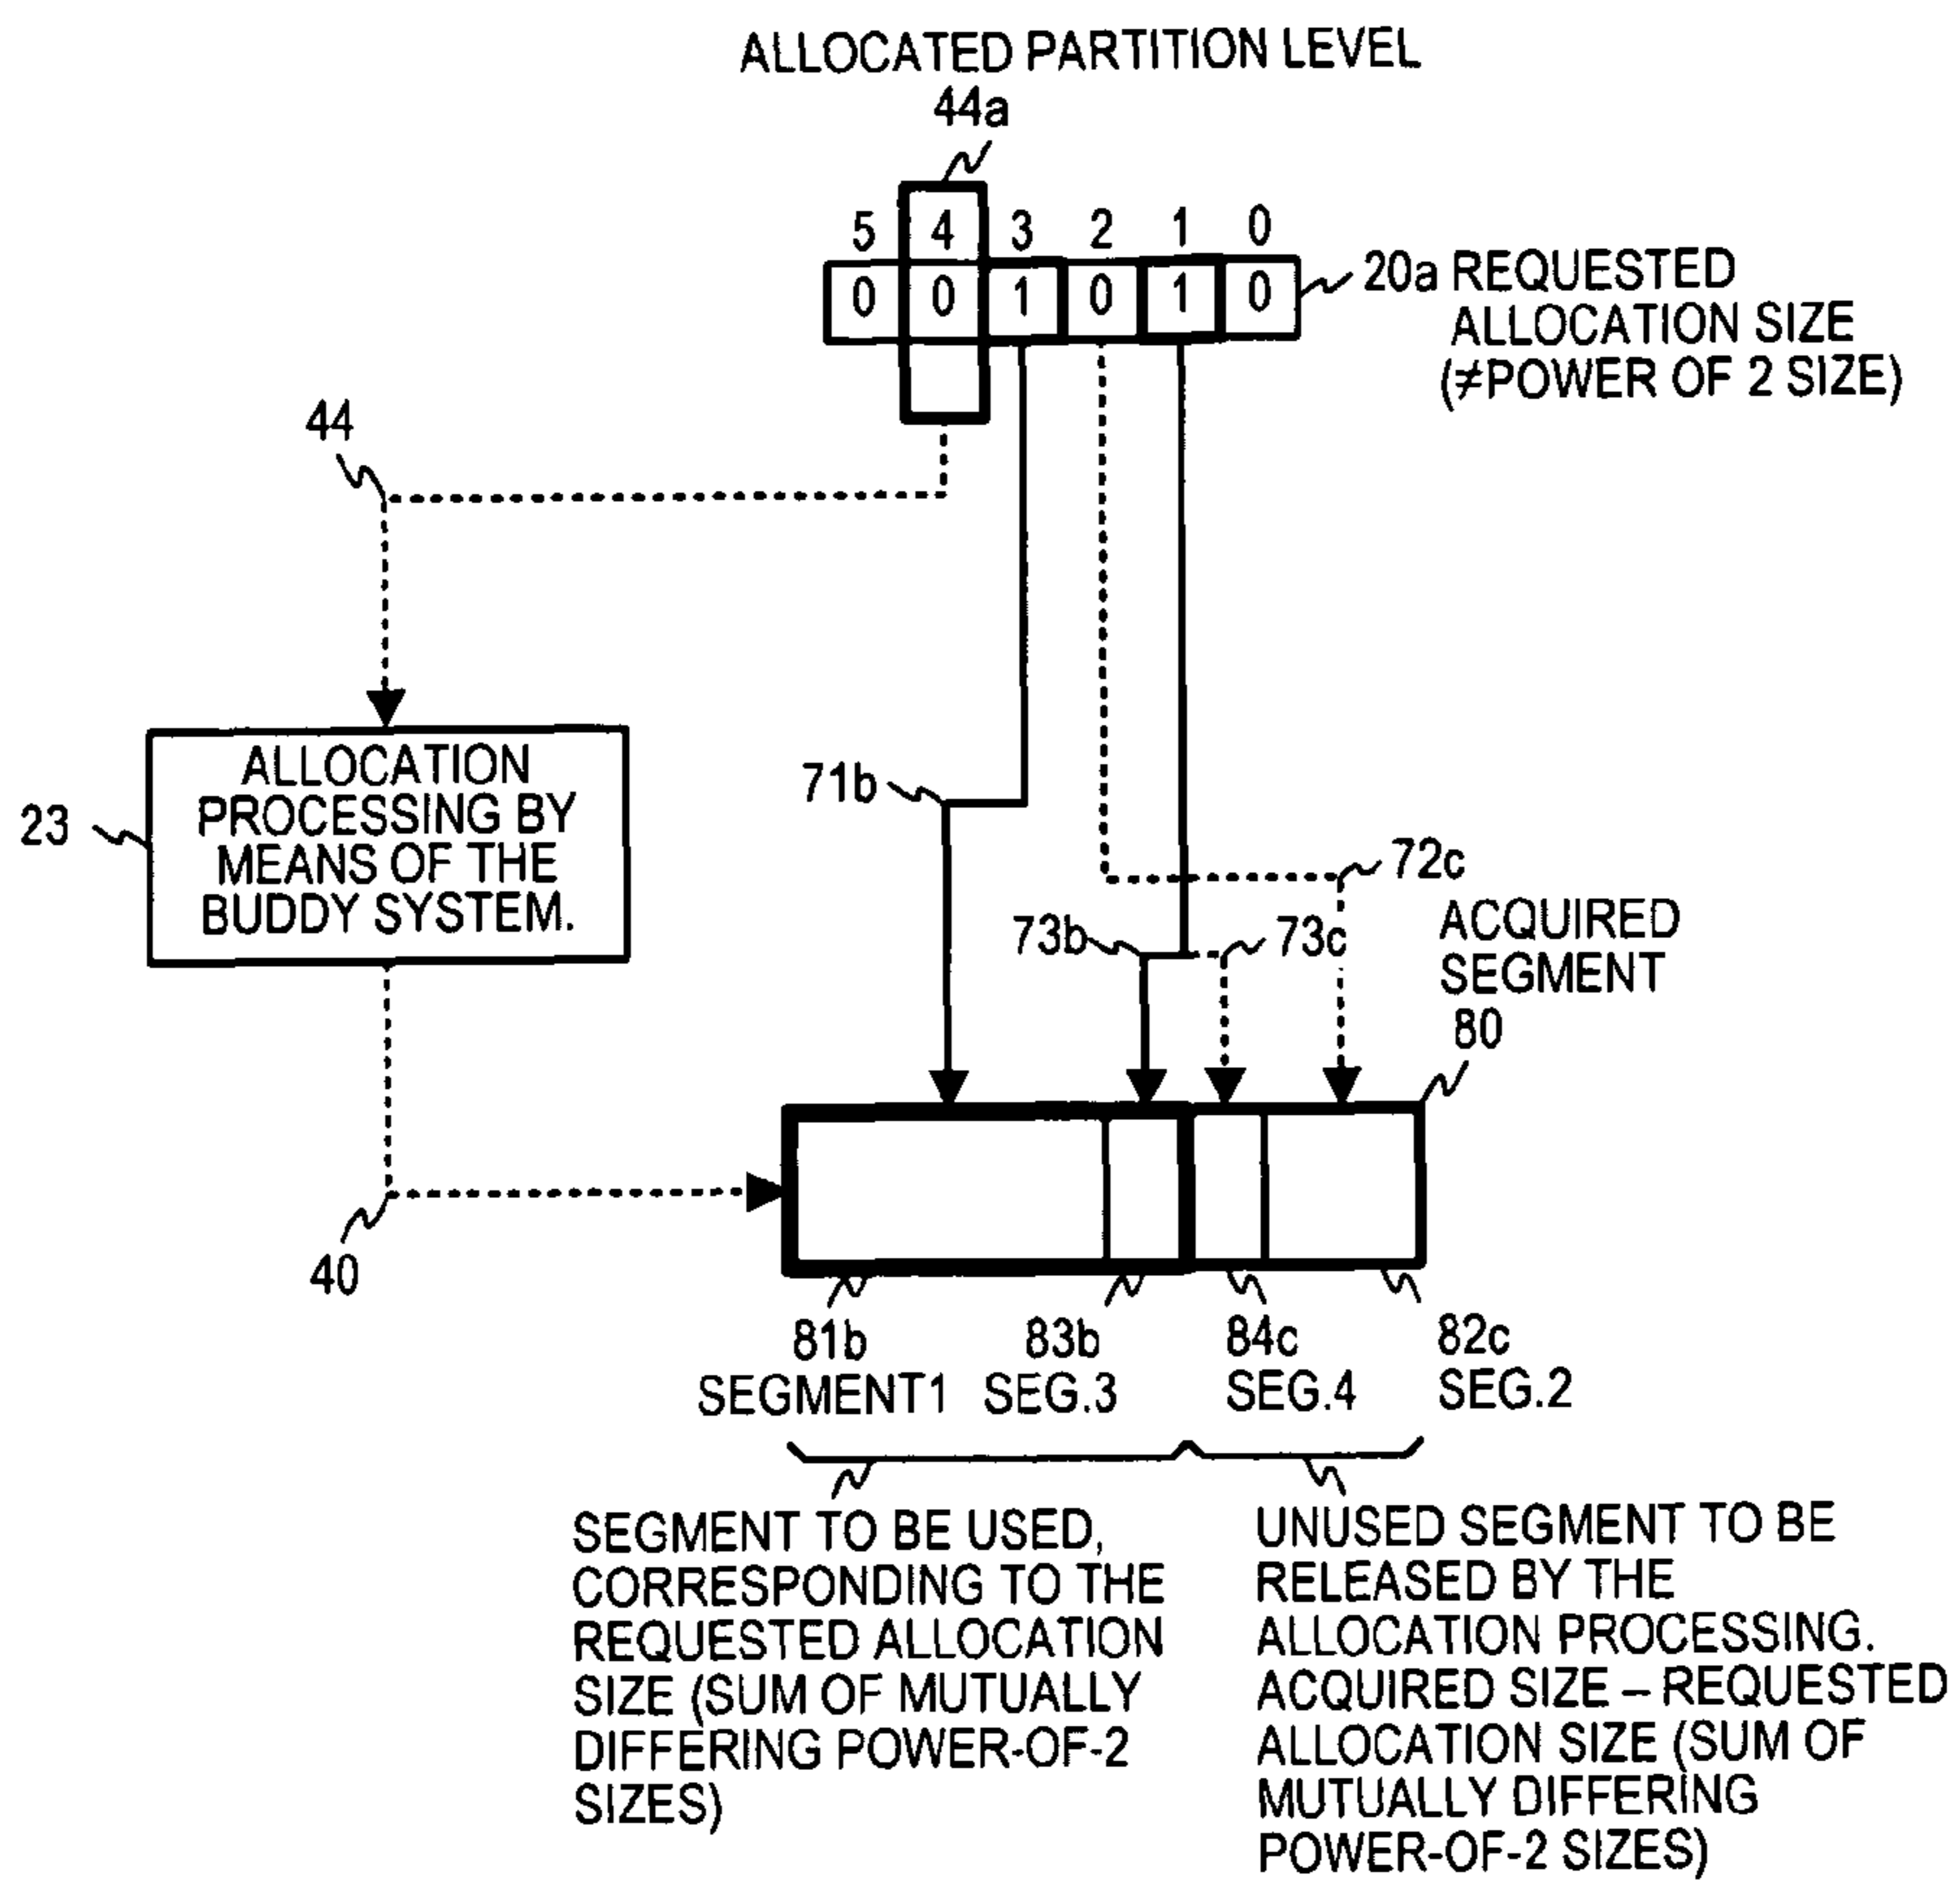 ALLOCATED PARTITION LEVEL
44a
5 4 3 2 1 0
0 0 1 0 1 0
20a REQUESTED
ALLOCATION SIZE
(≠POWER OF 2 SIZE)
44
23
ALLOCATION
PROCESSING BY
MEANS OF THE
BUDDY SYSTEM.
71b
72c
73b
73c
ACQUIRED
SEGMENT
80
40
81b
SEGMENT1
83b
SEG.3
84c
SEG.4
82c
SEG.2
SEGMENT TO BE USED,
CORRESPONDING TO THE
REQUESTED ALLOCATION
SIZE (SUM OF MUTUALLY
DIFFERING POWER-OF-2
SIZES)
UNUSED SEGMENT TO BE
RELEASED BY THE
ALLOCATION PROCESSING.
ACQUIRED SIZE – REQUESTED
ALLOCATION SIZE (SUM OF
MUTUALLY DIFFERING
POWER-OF-2 SIZES)